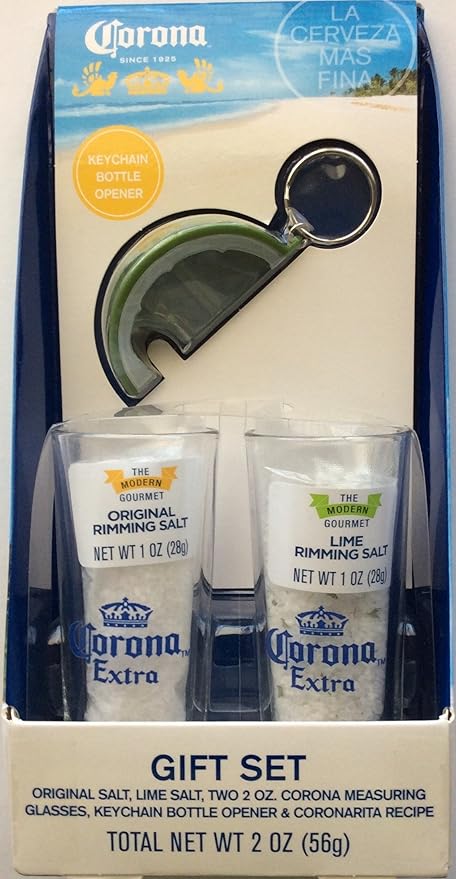 Corona
SINCE 1925
LA
CERVEZA
MAS
FINA
KEYCHAIN
BOTTLE
OPENER
THE
MODERN
GOURMET
ORIGINAL
RIMMING SALT
NET WT 1 OZ (28g)
Corona™
Extra
THE
MODERN
GOURMET
LIME
RIMMING SALT
NET WT 1 OZ (28g)
Corona™
Extra
GIFT SET
ORIGINAL SALT, LIME SALT, TWO 2 OZ. CORONA MEASURING
GLASSES, KEYCHAIN BOTTLE OPENER & CORONARITA RECIPE
TOTAL NET WT 2 OZ (56g)